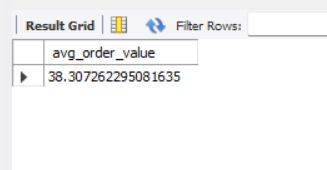 Result Grid Filter Rows:
avg_order_value
38.307262295081635